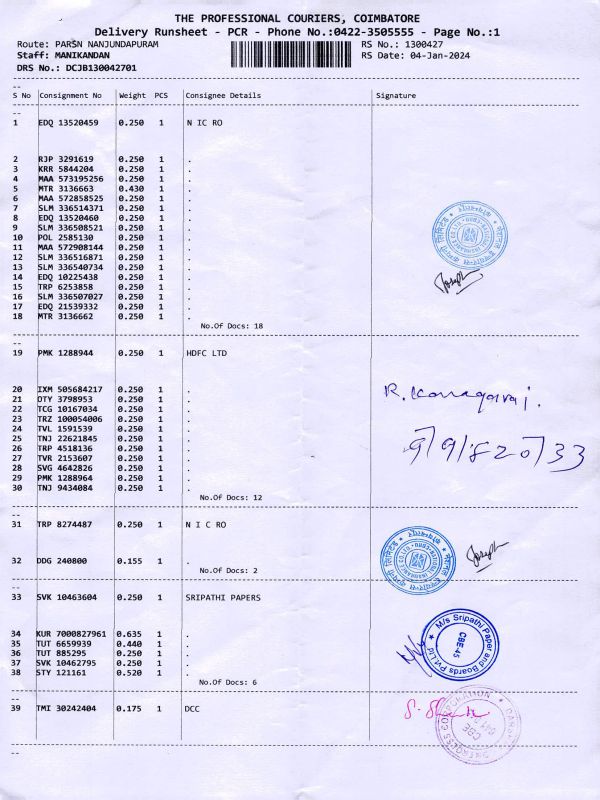 THE PROFESSIONAL COURIERS, COIMBATORE
Delivery Runsheet - PCR - Phone No.:0422-3505555 - Page No.:1
Route: PARSN NANJUNDAPURAM RS No.: 1300427
Staff: MANIKANDAN RS Date: 04-Jan-2024
DRS No.: DCJB130042701
S No Consignment No Weight PCS Consignee Details Signature
1 EDQ 13520459 0.250 1 N IC RO
2 RJP 3291619 0.250 1 .
3 KRR 5844204 0.250 1 .
4 MAA 573195256 0.250 1 .
5 MTR 3136663 0.430 1 .
6 MAA 572858525 0.250 1 .
7 SLM 336514371 0.250 1 .
8 EDQ 13520460 0.250 1 .
9 SLM 336508521 0.250 1 .
10 POL 2585130 0.250 1 .
11 MAA 572908144 0.250 1 .
12 SLM 336516871 0.250 1 .
13 SLM 336540734 0.250 1 .
14 EDQ 10225438 0.250 1 .
15 TRP 6253858 0.250 1 .
16 SLM 336507027 0.250 1 .
17 EDQ 21539332 0.250 1 .
18 MTR 3136662 0.250 1 .
Joseph
No.Of Docs: 18
19 PMK 1288944 0.250 1 HDFC LTD
20 IXM 505684217 0.250 1 .
21 OTY 3798953 0.250 1 .
22 TCG 10167034 0.250 1 .
23 TRZ 100054006 0.250 1 .
24 TVL 1591539 0.250 1 .
25 TNJ 22621845 0.250 1 .
26 TRP 4518136 0.250 1 .
27 TVR 2153607 0.250 1 .
28 SVG 4642826 0.250 1 .
29 PMK 1288964 0.250 1 .
30 TNJ 9434084 0.250 1 .
R. Kanagaraj.
No.Of Docs: 12
31 TRP 8274487 0.250 1 N I C RO
32 DDG 240800 0.155 1 .
Joseph
No.Of Docs: 2
33 SVK 10463604 0.250 1 SRIPATHI PAPERS
34 KUR 7000827961 0.635 1 .
35 TUT 6659939 0.440 1 .
36 TUT 885295 0.250 1 .
37 SVK 10462795 0.250 1 .
38 STY 121161 0.520 1 .
M/s Sripathi Paper and Boards Pvt Ltd
CBE-45
No.Of Docs: 6
39 TMI 30242404 0.175 1 DCC
CBE